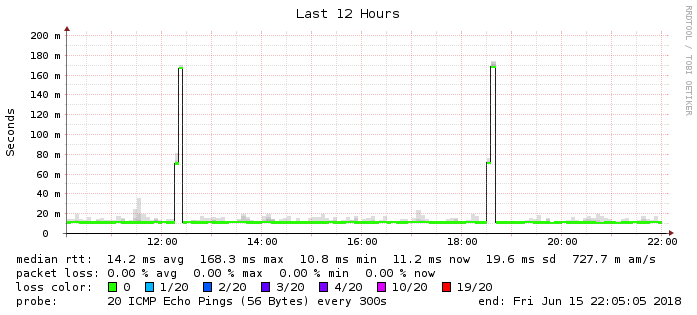 Last 12 Hours
RRDTOOL / TOBI OETIKER
Seconds
200 m
180 m
160 m
140 m
120 m
100 m
80 m
60 m
40 m
20 m
0
12:00 14:00 16:00 18:00 20:00 22:00
median rtt: 14.2 ms avg 168.3 ms max 10.8 ms min 11.2 ms now 19.6 ms sd 727.7 m am/s
packet loss: 0.00 % avg 0.00 % max 0.00 % min 0.00 % now
loss color: 0 1/20 2/20 3/20 4/20 10/20 19/20
probe: 20 ICMP Echo Pings (56 Bytes) every 300s end: Fri Jun 15 22:05:05 2018